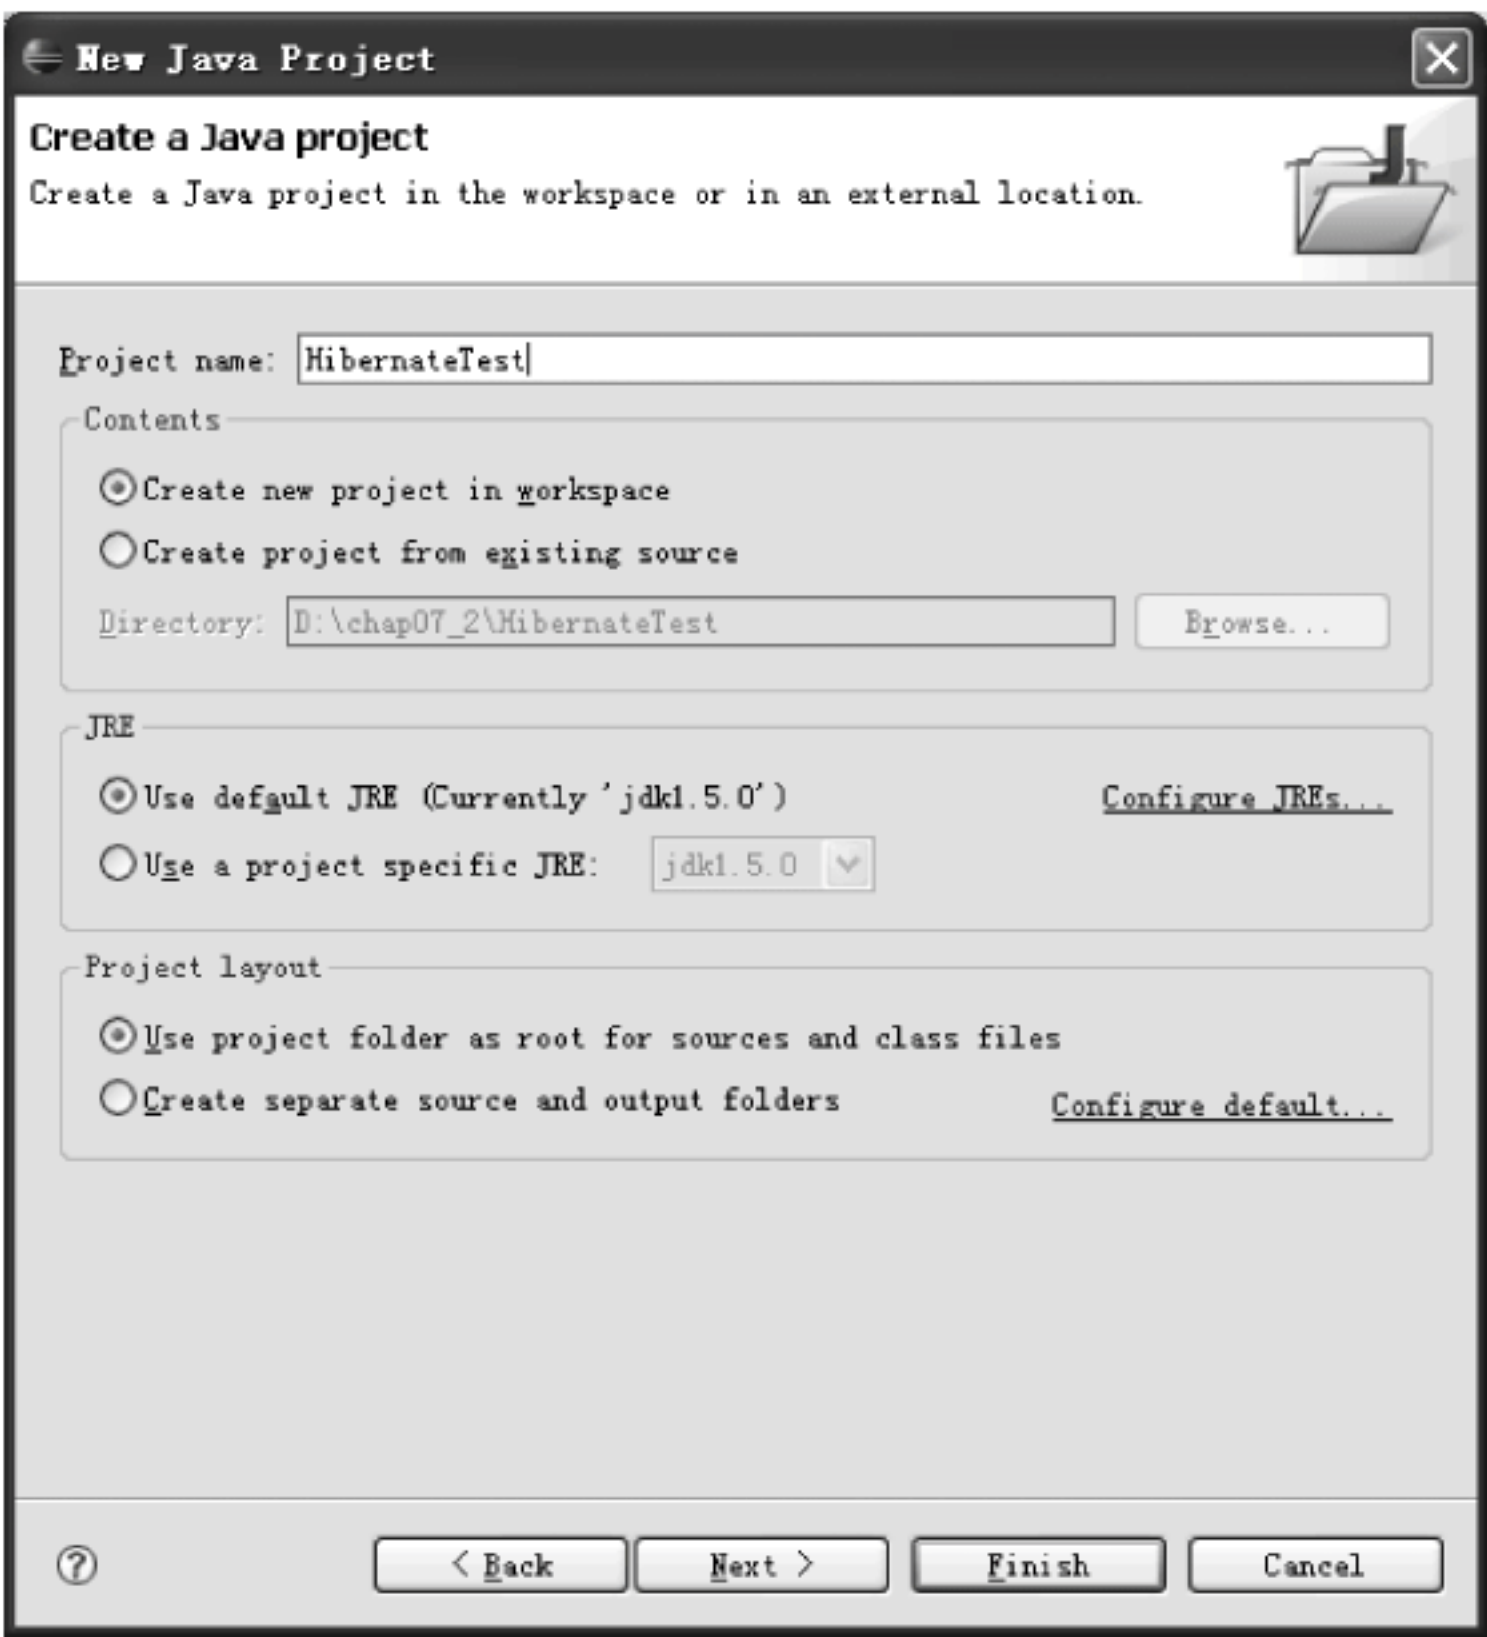 New Java Project
Create a Java project
Create a Java project in the workspace or in an external location.
Project name: HibernateTest
Contents
Create new project in workspace
Create project from existing source
Directory: D:\chap07_2\HibernateTest Browse...
JRE
Use default JRE (Currently 'jdk1.5.0') Configure JREs...
Use a project specific JRE: jdk1.5.0
Project layout
Use project folder as root for sources and class files
Create separate source and output folders Configure default...
? < Back Next > Finish Cancel